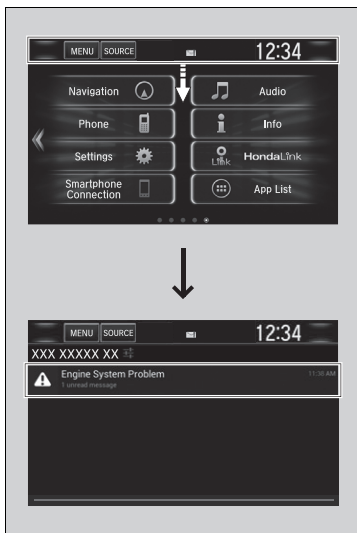 MENU SOURCE 12:34
Navigation Audio
Phone Info
Settings Link HondaLink
Smartphone
Connection App List
MENU SOURCE 12:34
XXX XXXXX XX
Engine System Problem 11:38 AM
1 unread message